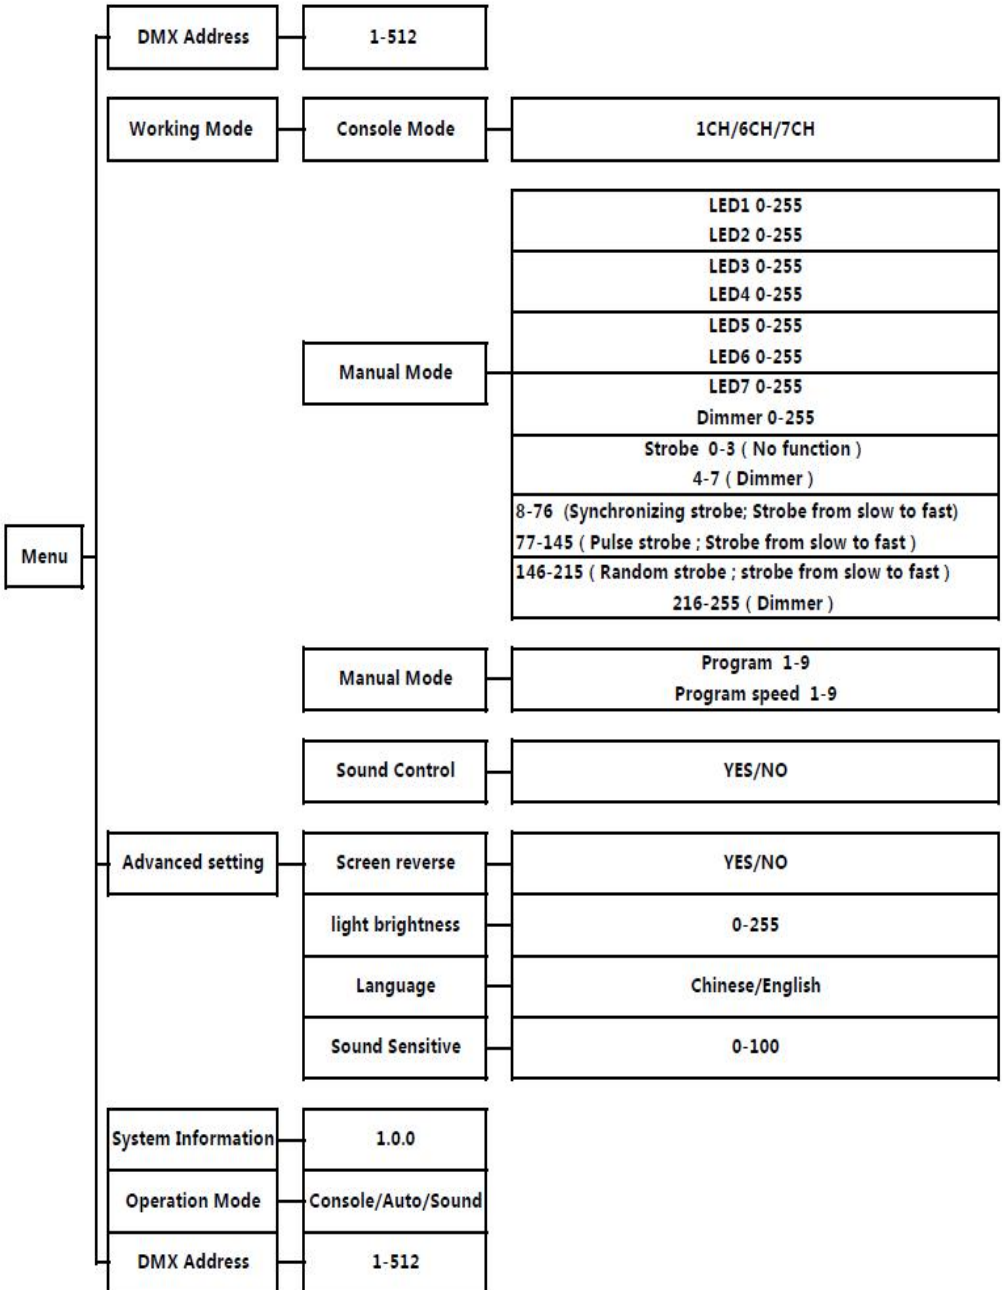 DMX Address
1-512
Working Mode
Console Mode
1CH/6CH/7CH
LED1 0-255
LED2 0-255
LED3 0-255
LED4 0-255
LED5 0-255
LED6 0-255
Manual Mode
LED7 0-255
Dimmer 0-255
Strobe 0-3 ( No function )
4-7 ( Dimmer )
8-76 (Synchronizing strobe; Strobe from slow to fast)
77-145 ( Pulse strobe ; Strobe from slow to fast )
146-215 ( Random strobe ; strobe from slow to fast )
216-255 ( Dimmer )
Menu
Manual Mode
Program 1-9
Program speed 1-9
Sound Control
YES/NO
Advanced setting
Screen reverse
YES/NO
light brightness
0-255
Language
Chinese/English
Sound Sensitive
0-100
System Information
1.0.0
Operation Mode
Console/Auto/Sound
DMX Address
1-512